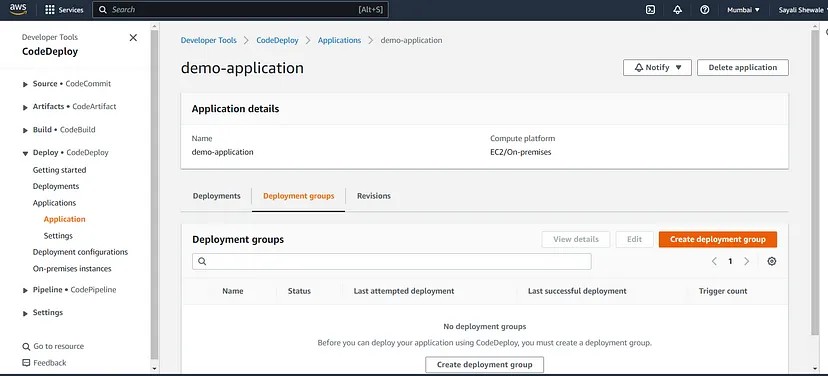 aws Services Search [Alt+S] Mumbai Sayali Shewale
Developer Tools
CodeDeploy
Source • CodeCommit
Artifacts • CodeArtifact
Build • CodeBuild
Deploy • CodeDeploy
Getting started
Deployments
Applications
Application
Settings
Deployment configurations
On-premises instances
Pipeline • CodePipeline
Settings
Go to resource
Feedback
Developer Tools CodeDeploy Applications demo-application
demo-application
Notify Delete application
Application details
Name Compute platform
demo-application EC2/On-premises
Deployments Deployment groups Revisions
Deployment groups View details Edit Create deployment group
1
Name Status Last attempted deployment Last successful deployment Trigger count
No deployment groups
Before you can deploy your application using CodeDeploy, you must create a deployment group.
Create deployment group